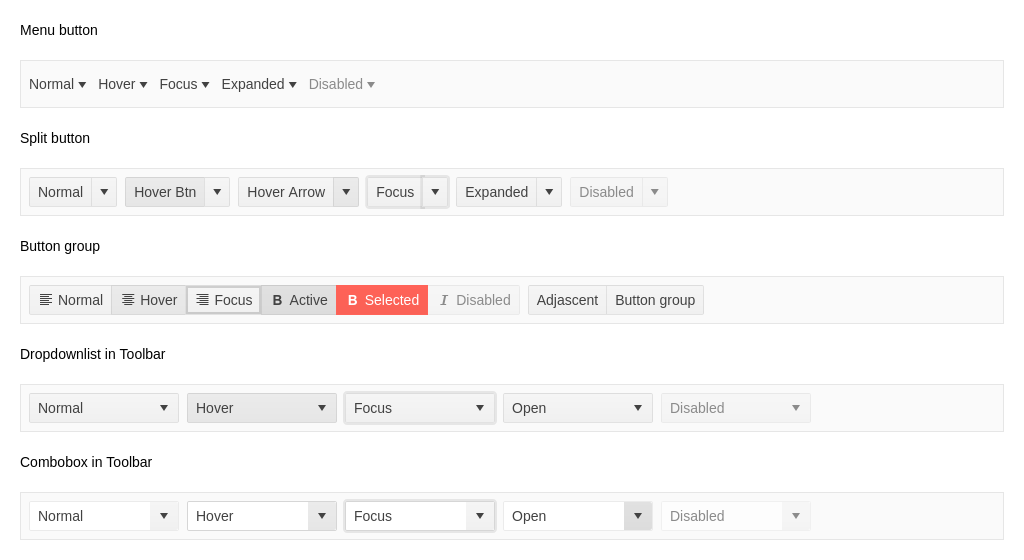 Menu button
Normal Hover Focus Expanded Disabled
Split button
Normal Hover Btn Hover Arrow Focus Expanded Disabled
Button group
Normal Hover Focus B Active B Selected I Disabled Adjascent Button group
Dropdownlist in Toolbar
Normal Hover Focus Open Disabled
Combobox in Toolbar
Normal Hover Focus Open Disabled